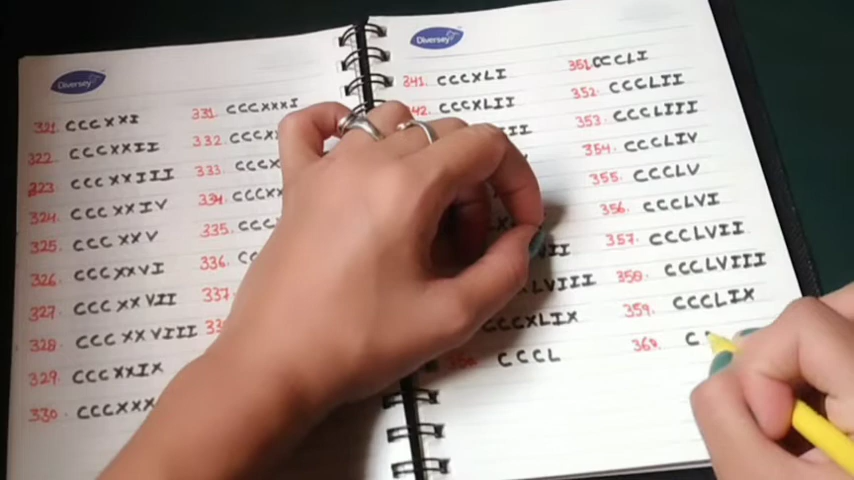 Diversey
321. CCCXXI
322. CCCXXII
323. CCCXXIII
324. CCCXXIV
325. CCCXXV
326. CCCXXVI
327. CCCXXVII
328. CCCXXVIII
329. CCCXXIX
330. CCCXXX
331. CCCXXXI
332. CCCX
333. CCCX
334. CCCXX
335. CCC
336.
337.
Diversey
341. CCCXLI
342. CCCXLII
CCCXLIX
CCCL
351. CCCLI
352. CCCLII
353. CCCLIII
354. CCCLIV
355. CCCLV
356. CCCLVI
357. CCCLVII
358. CCCLVIII
359. CCCLIX
360. C